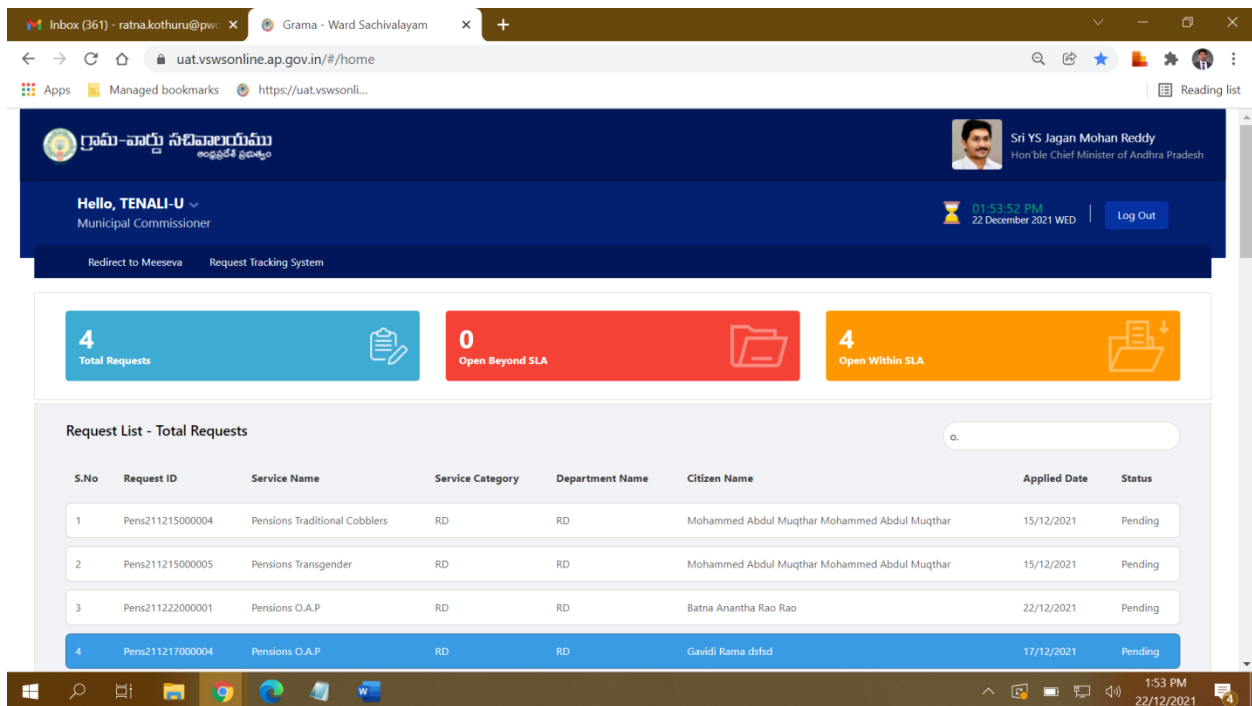 Inbox (361) - ratna.kothuru@pwc
Grama - Ward Sachivalayam
uat.vswsonline.ap.gov.in/#/home
Apps Managed bookmarks https://uat.vswsonli... Reading list
గ్రామ-వార్డు సచివాలయము
ఆంధ్రప్రదేశ్ ప్రభుత్వం
Sri YS Jagan Mohan Reddy
Hon'ble Chief Minister of Andhra Pradesh
Hello, TENALI-U
Municipal Commissioner
01:53:52 PM
22 December 2021 WED
Log Out
Redirect to Meeseva Request Tracking System
4
Total Requests
0
Open Beyond SLA
4
Open Within SLA
Request List - Total Requests
o.
S.No Request ID Service Name Service Category Department Name Citizen Name Applied Date Status
1 Pens211215000004 Pensions Traditional Cobblers RD RD Mohammed Abdul Muqthar Mohammed Abdul Muqthar 15/12/2021 Pending
2 Pens211215000005 Pensions Transgender RD RD Mohammed Abdul Muqthar Mohammed Abdul Muqthar 15/12/2021 Pending
3 Pens211222000001 Pensions O.A.P RD RD Batna Anantha Rao Rao 22/12/2021 Pending
4 Pens211217000004 Pensions O.A.P RD RD Gavidi Rama dsfsd 17/12/2021 Pending
1:53 PM
22/12/2021
4